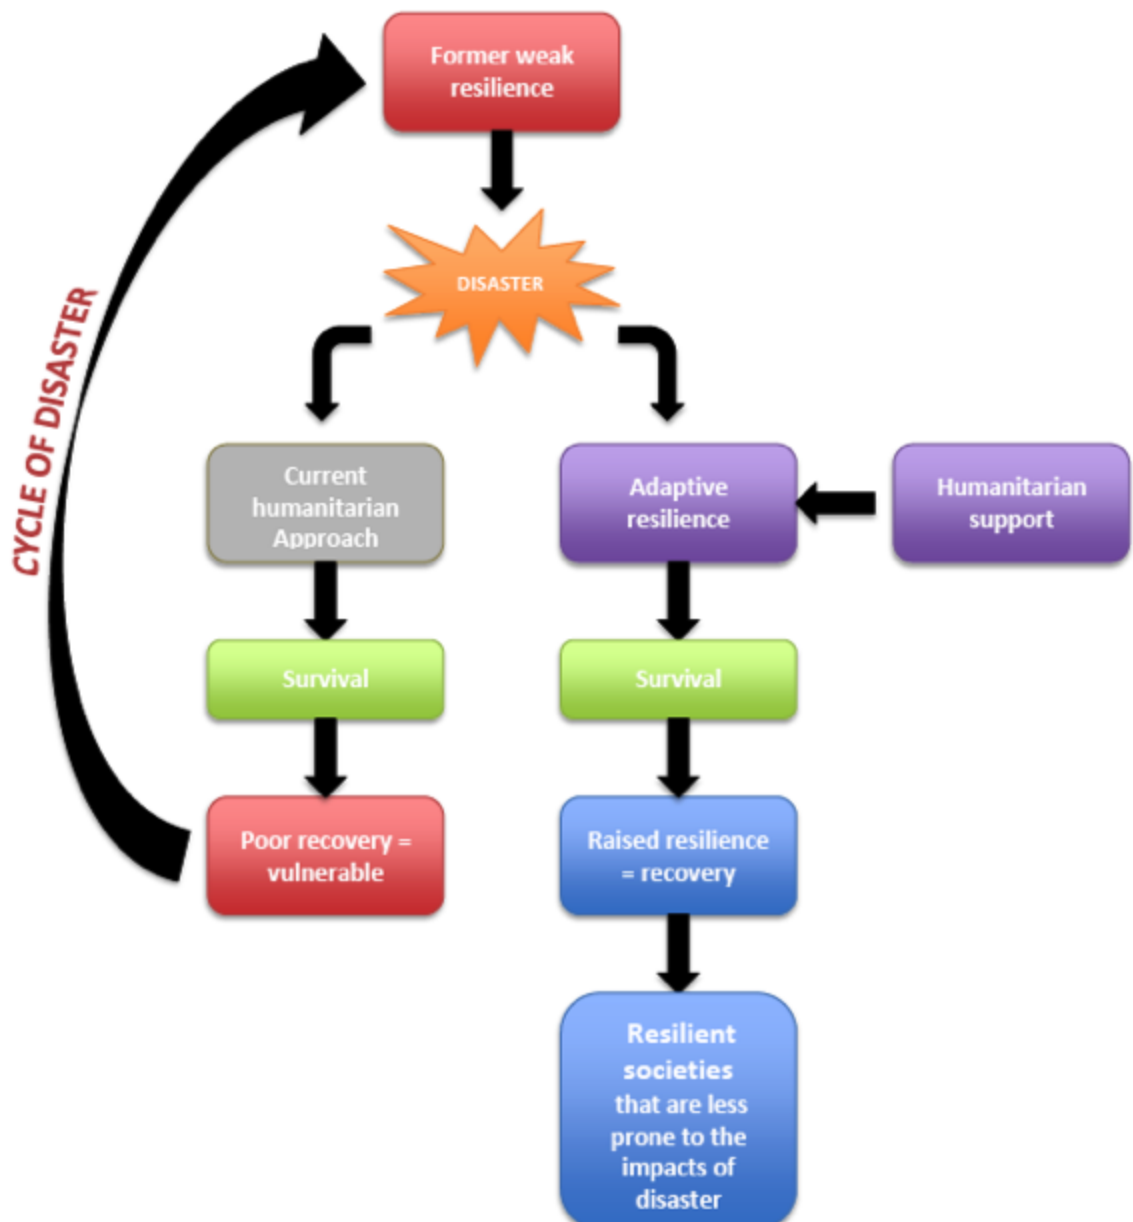 Former weak
resilience
DISASTER
CYCLE OF DISASTER
Current
humanitarian
Approach
Adaptive
resilience
Humanitarian
support
Survival
Survival
Poor recovery =
vulnerable
Raised resilience
= recovery
Resilient
societies
that are less
prone to the
impacts of
disaster